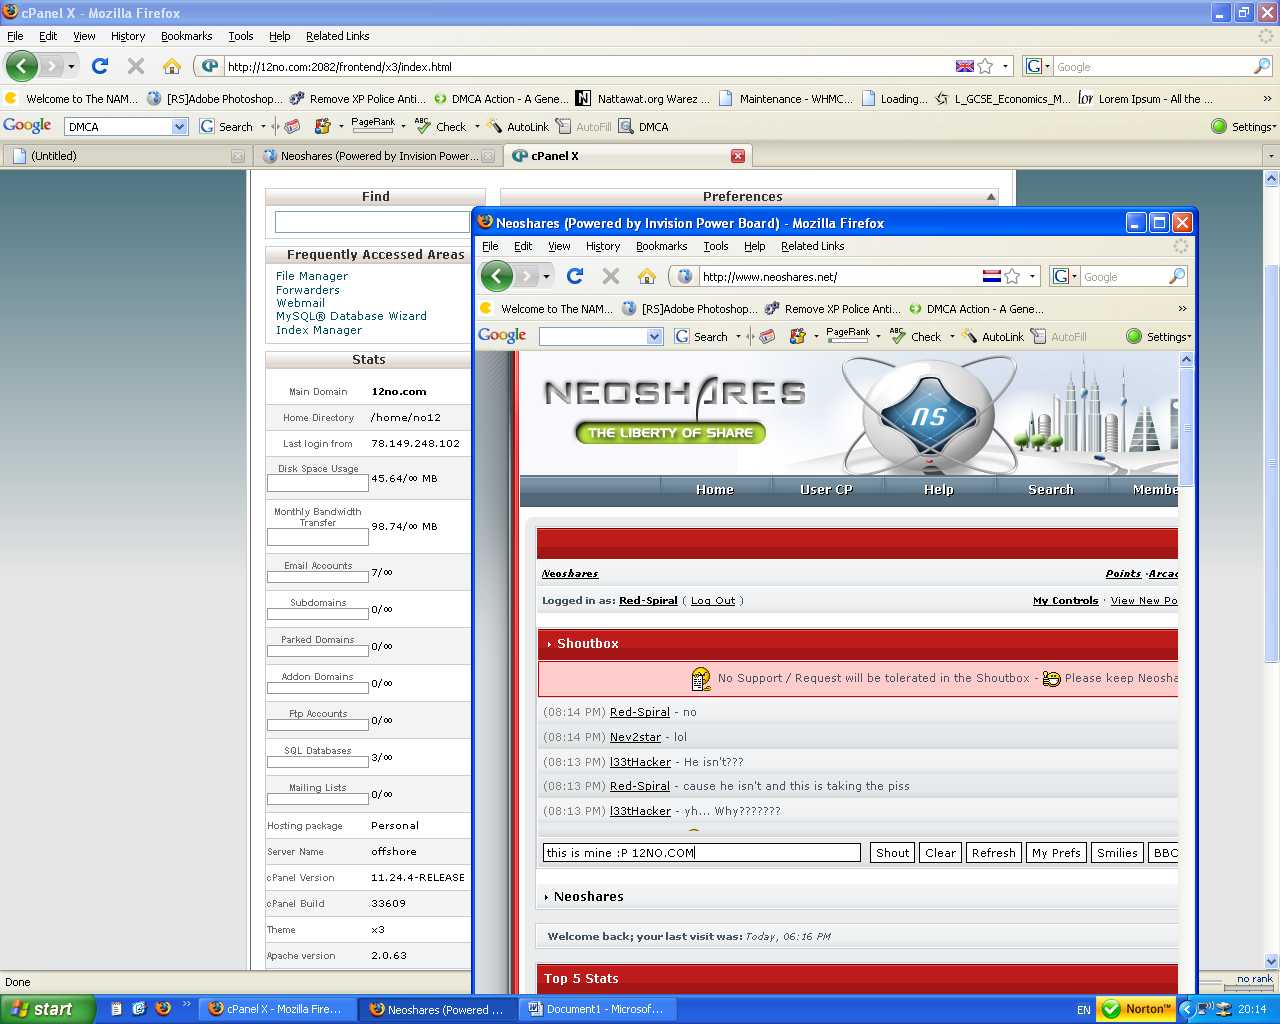 cPanel X - Mozilla Firefox
File Edit View History Bookmarks Tools Help Related Links
http://12no.com:2082/frontend/x3/index.html
G Google
Welcome to The NAM... [RS]Adobe Photoshop... Remove XP Police Anti... DMCA Action - A Gene... Nattawat.org Warez ... Maintenance - WHMC... Loading... L_GCSE_Economics_M... lor Lorem Ipsum - All the ... »
Google DMCA G Search PageRank ABC Check AutoLink AutoFill DMCA Settings
(Untitled) Neoshares (Powered by Invision Power... cPanel X
Find
Preferences
Frequently Accessed Areas
File Manager
Forwarders
Webmail
MySQL® Database Wizard
Index Manager
Stats
Main Domain 12no.com
Home Directory /home/no12
Last login from 78.149.248.102
Disk Space Usage 45.64/∞ MB
Monthly Bandwidth
Transfer 98.74/∞ MB
Email Accounts 7/∞
Subdomains 0/∞
Parked Domains 0/∞
Addon Domains 0/∞
Ftp Accounts 0/∞
SQL Databases 3/∞
Mailing Lists 0/∞
Hosting package Personal
Server Name offshore
cPanel Version 11.24.4-RELEASE
cPanel Build 33609
Theme x3
Apache version 2.0.63
Neoshares (Powered by Invision Power Board) - Mozilla Firefox
File Edit View History Bookmarks Tools Help Related Links
http://www.neoshares.net/
G Google
Welcome to The NAM... [RS]Adobe Photoshop... Remove XP Police Anti... DMCA Action - A Gene... »
Google G Search PageRank ABC Check AutoLink AutoFill Settings
NEOSHARES
THE LIBERTY OF SHARE
ns
Home User CP Help Search Membe
Neoshares Points · Arcad
Logged in as: Red-Spiral ( Log Out ) My Controls · View New Po
Shoutbox
No Support / Request will be tolerated in the Shoutbox - Please keep Neosha
(08:14 PM) Red-Spiral - no
(08:14 PM) Nev2star - lol
(08:13 PM) l33tHacker - He isn't???
(08:13 PM) Red-Spiral - cause he isn't and this is taking the piss
(08:13 PM) l33tHacker - yh... Why???????
this is mine :P 12NO.COM Shout Clear Refresh My Prefs Smilies BBC
Neoshares
Welcome back; your last visit was: Today, 06:16 PM
Top 5 Stats
Done no rank
start » cPanel X - Mozilla Fire... Neoshares (Powered ... Document1 - Microsof... EN Norton™ 20:14